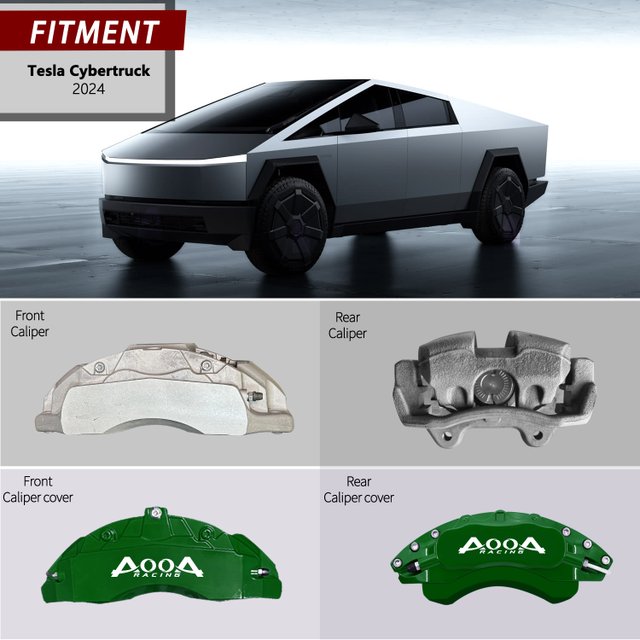 FITMENT
Tesla Cybertruck
2024
Front
Caliper
Rear
Caliper
Front
Caliper cover
Rear
Caliper cover
AOOA
RACING
AOOA
RACING